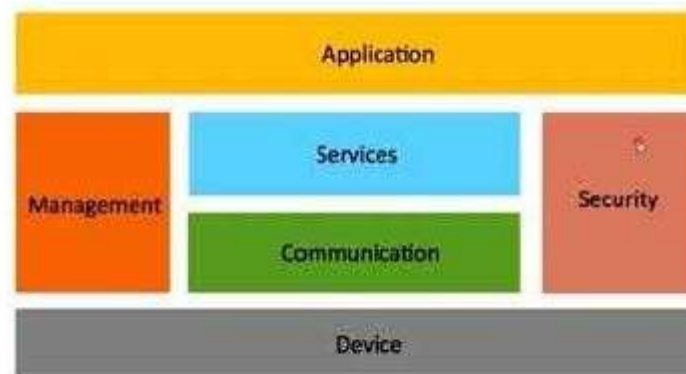 Application
Services
Management
Security
Communication
Device